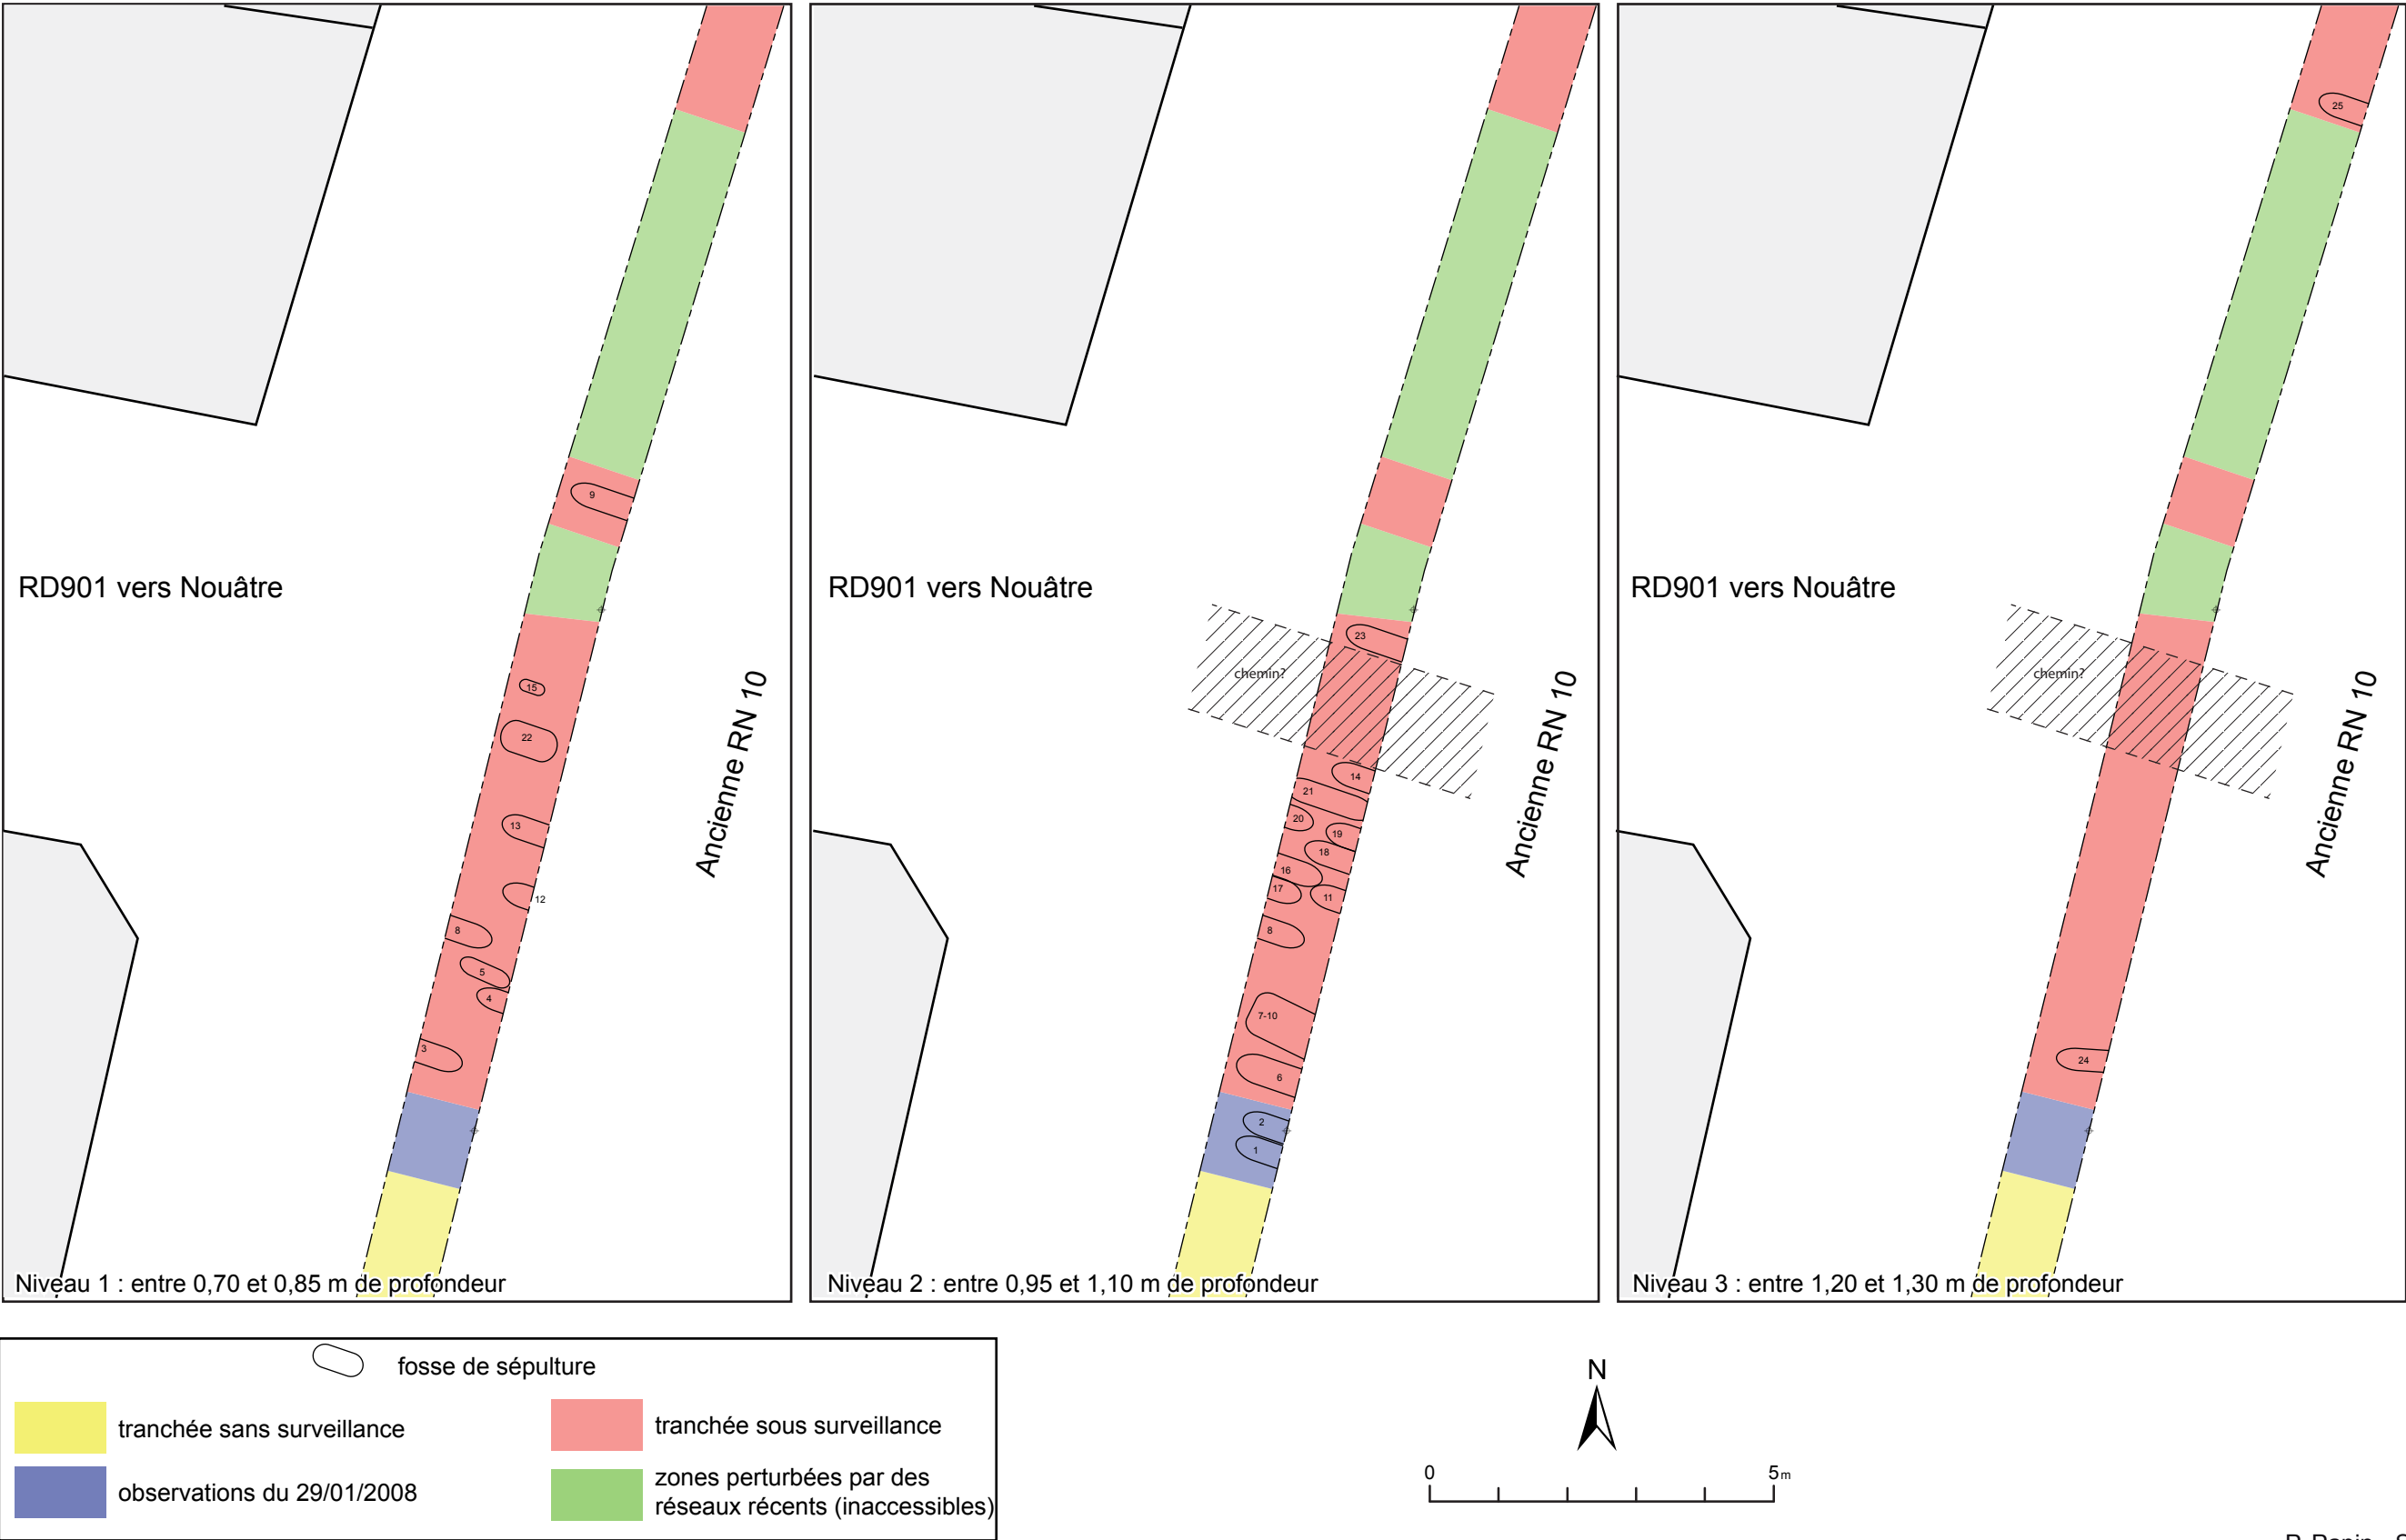 9
RD901 vers Nouâtre
15
22
13
12
8
5
4
3
Ancienne RN 10
Niveau 1 : entre 0,70 et 0,85 m de profondeur
RD901 vers Nouâtre
23
chemin?
14
21
20
19
18
16
17
11
8
7-10
6
2
1
Ancienne RN 10
Niveau 2 : entre 0,95 et 1,10 m de profondeur
25
RD901 vers Nouâtre
chemin?
24
Ancienne RN 10
Niveau 3 : entre 1,20 et 1,30 m de profondeur
fosse de sépulture
tranchée sans surveillance
observations du 29/01/2008
tranchée sous surveillance
zones perturbées par des
réseaux récents (inaccessibles)
N
0
5m